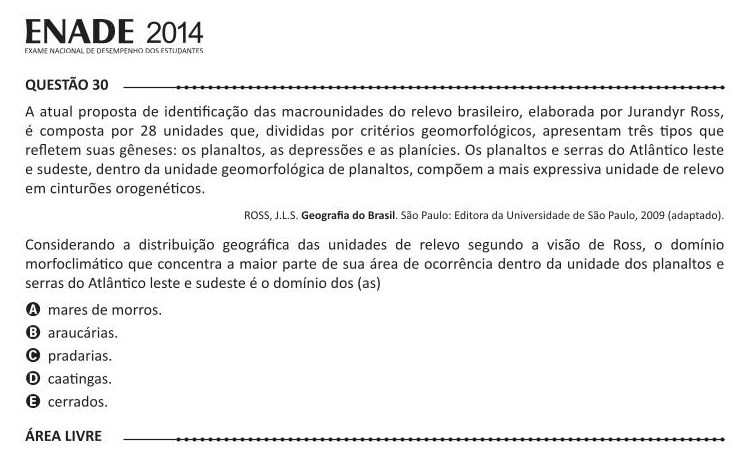 ENADE 2014
EXAME NACIONAL DE DESEMPENHO DOS ESTUDANTES
QUESTÃO 30
A atual proposta de identificação das macrounidades do relevo brasileiro, elaborada por Jurandyr Ross,
é composta por 28 unidades que, divididas por critérios geomorfológicos, apresentam três tipos que
refletem suas gêneses: os planaltos, as depressões e as planícies. Os planaltos e serras do Atlântico leste
e sudeste, dentro da unidade geomorfológica de planaltos, compõem a mais expressiva unidade de relevo
em cinturões orogenéticos.
ROSS, J.L.S. Geografia do Brasil. São Paulo: Editora da Universidade de São Paulo, 2009 (adaptado).
Considerando a distribuição geográfica das unidades de relevo segundo a visão de Ross, o domínio
morfoclimático que concentra a maior parte de sua área de ocorrência dentro da unidade dos planaltos e
serras do Atlântico leste e sudeste é o domínio dos (as)
A mares de morros.
B araucárias.
C pradarias.
D caatingas.
E cerrados.
ÁREA LIVRE